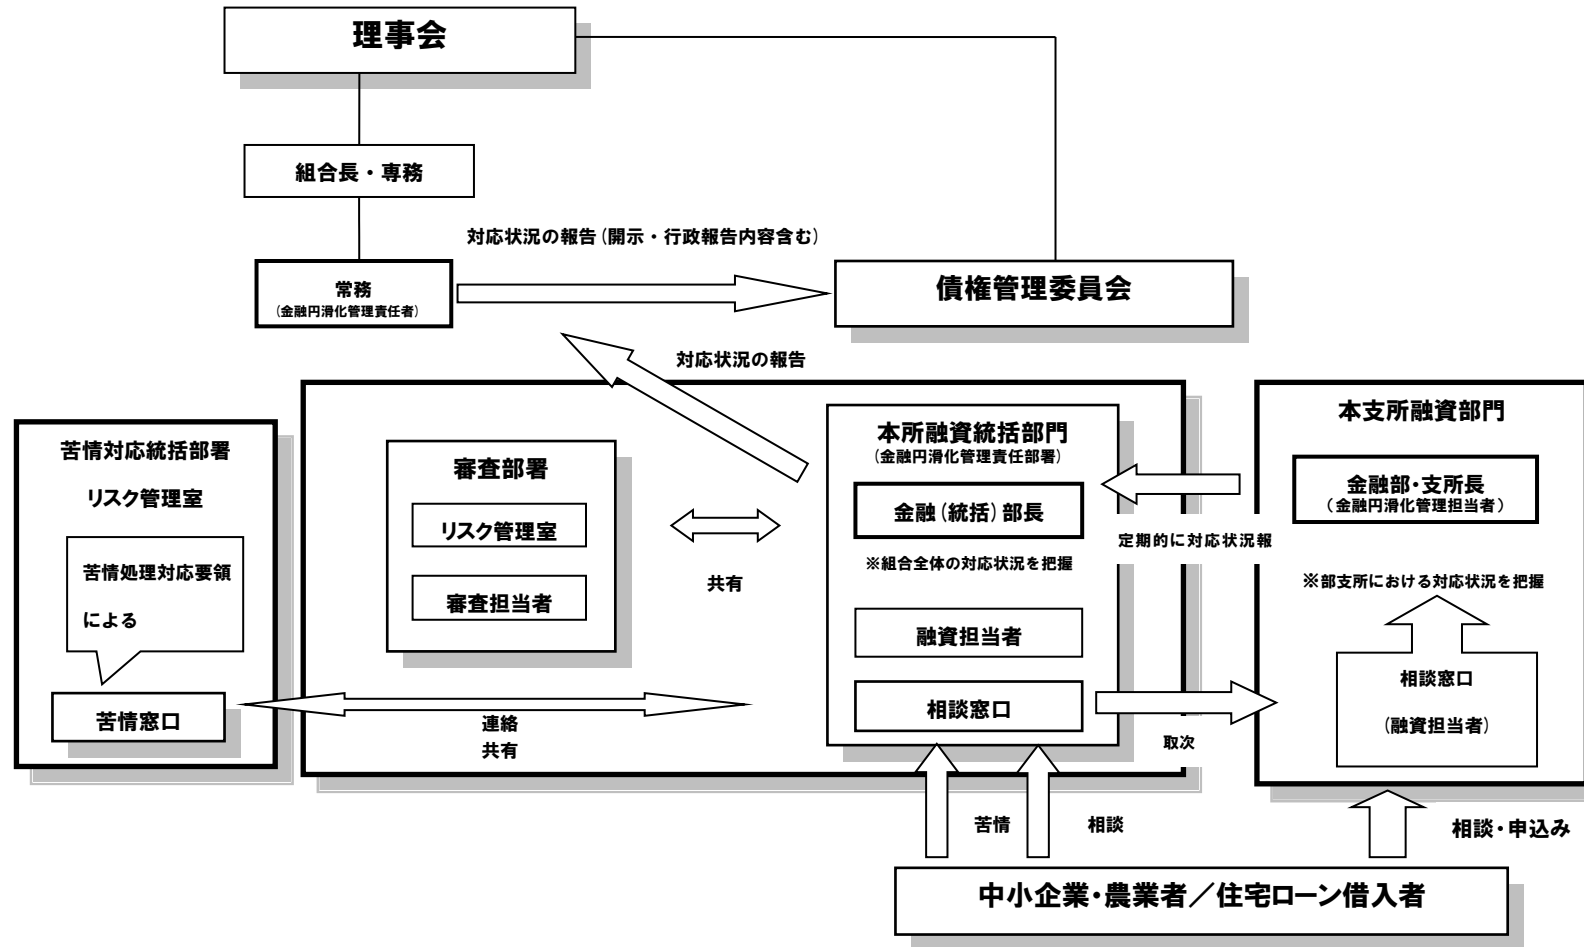 理事会
組合長・専務
対応状況の報告(開示・行政報告内容含む)
常務
(金融円滑化管理責任者)
債権管理委員会
対応状況の報告
苦情対応統括部署
リスク管理室
苦情処理対応要領
による
苦情窓口
審査部署
リスク管理室
審査担当者
共有
連絡
共有
本所融資統括部門
(金融円滑化管理責任部署)
金融(統括)部長
※組合全体の対応状況を把握
融資担当者
相談窓口
定期的に対応状況報
取次
本支所融資部門
金融部・支所長
(金融円滑化管理担当者)
※部支所における対応状況を把握
相談窓口
(融資担当者)
苦情
相談
相談・申込み
中小企業・農業者/住宅ローン借入者